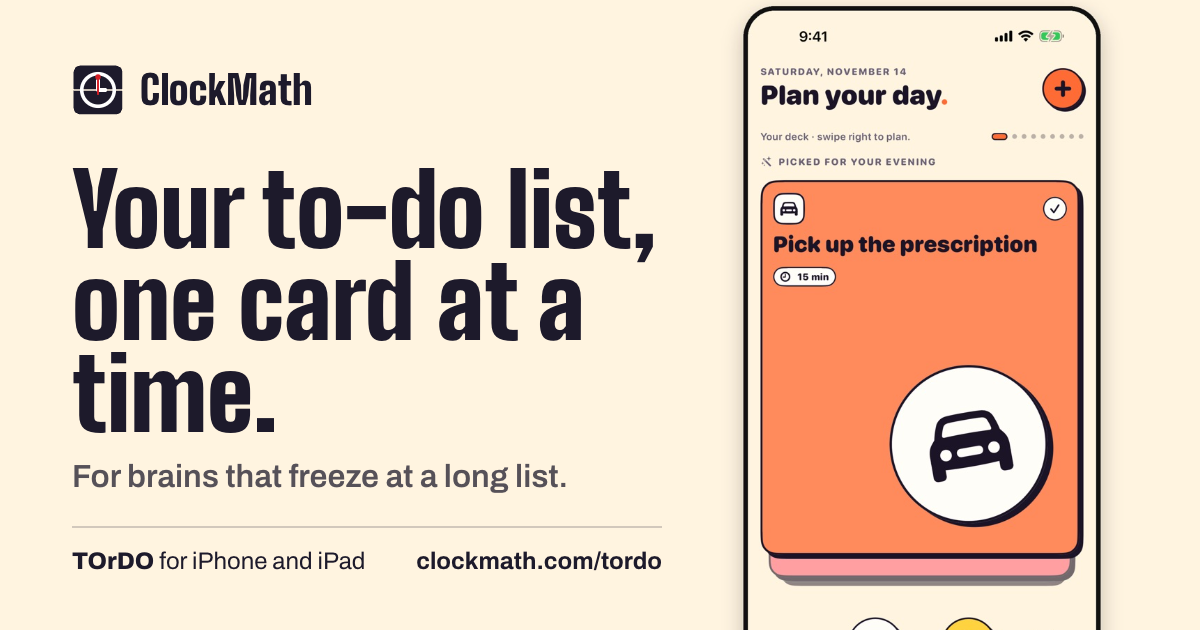 ClockMath
Your to-do list,
one card at a
time.
For brains that freeze at a long list.
TOrDO for iPhone and iPad
clockmath.com/tordo
9:41
SATURDAY, NOVEMBER 14
Plan your day.
Your deck · swipe right to plan.
PICKED FOR YOUR EVENING
Pick up the prescription
15 min